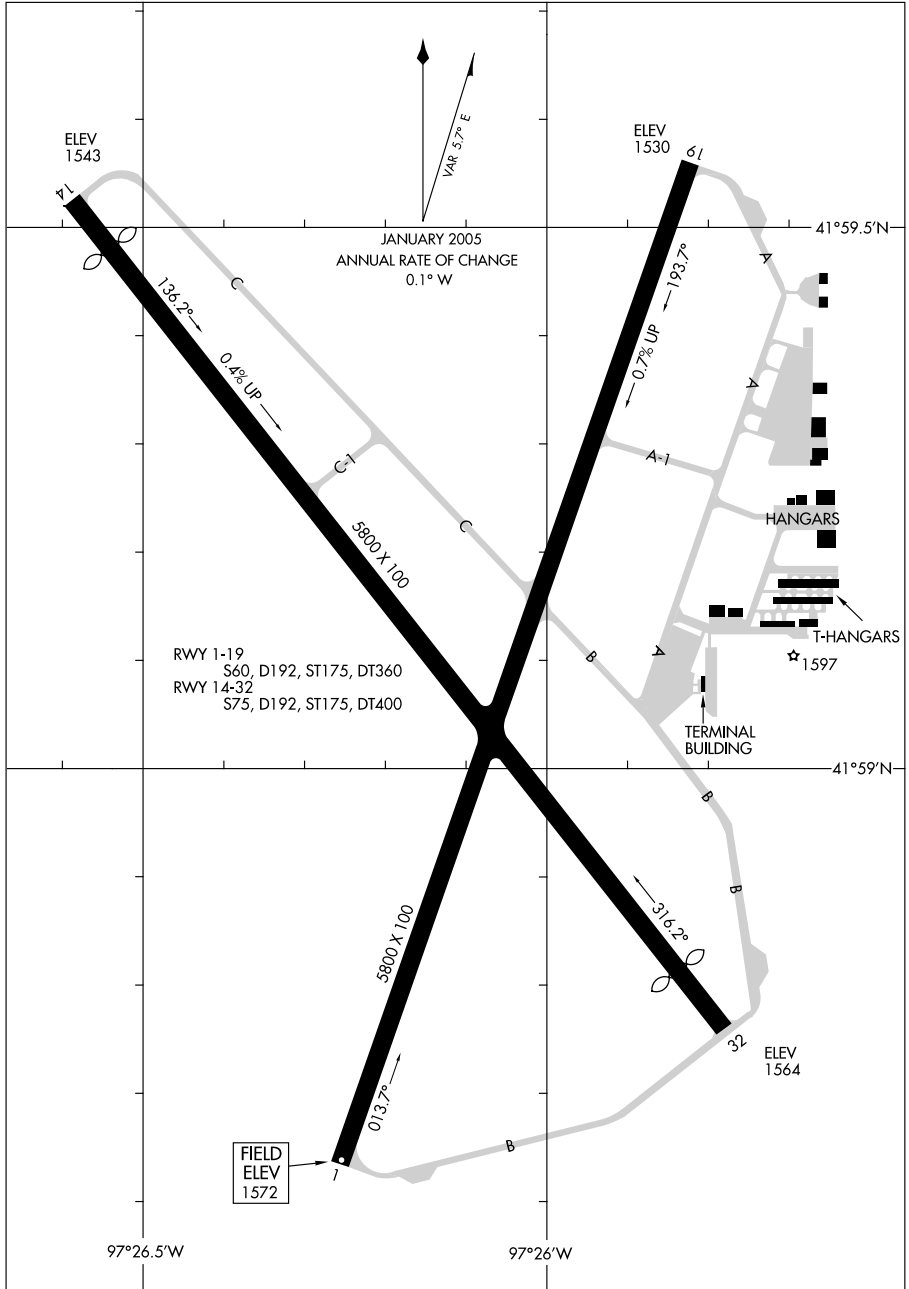 ELEV
1543
14
136.2°
0.4% UP
C
C-1
C
5800 X 100
VAR 5.7° E
JANUARY 2005
ANNUAL RATE OF CHANGE
0.1° W
ELEV
1530
19
193.7°
0.7% UP
41°59.5'N
A
A
A-1
HANGARS
T-HANGARS
1597
A
B
TERMINAL
BUILDING
RWY 1-19
S60, D192, ST175, DT360
RWY 14-32
S75, D192, ST175, DT400
41°59'N
B
B
316.2°
32
ELEV
1564
5800 X 100
013.7°
B
FIELD
ELEV
1572
1
97°26.5'W
97°26'W